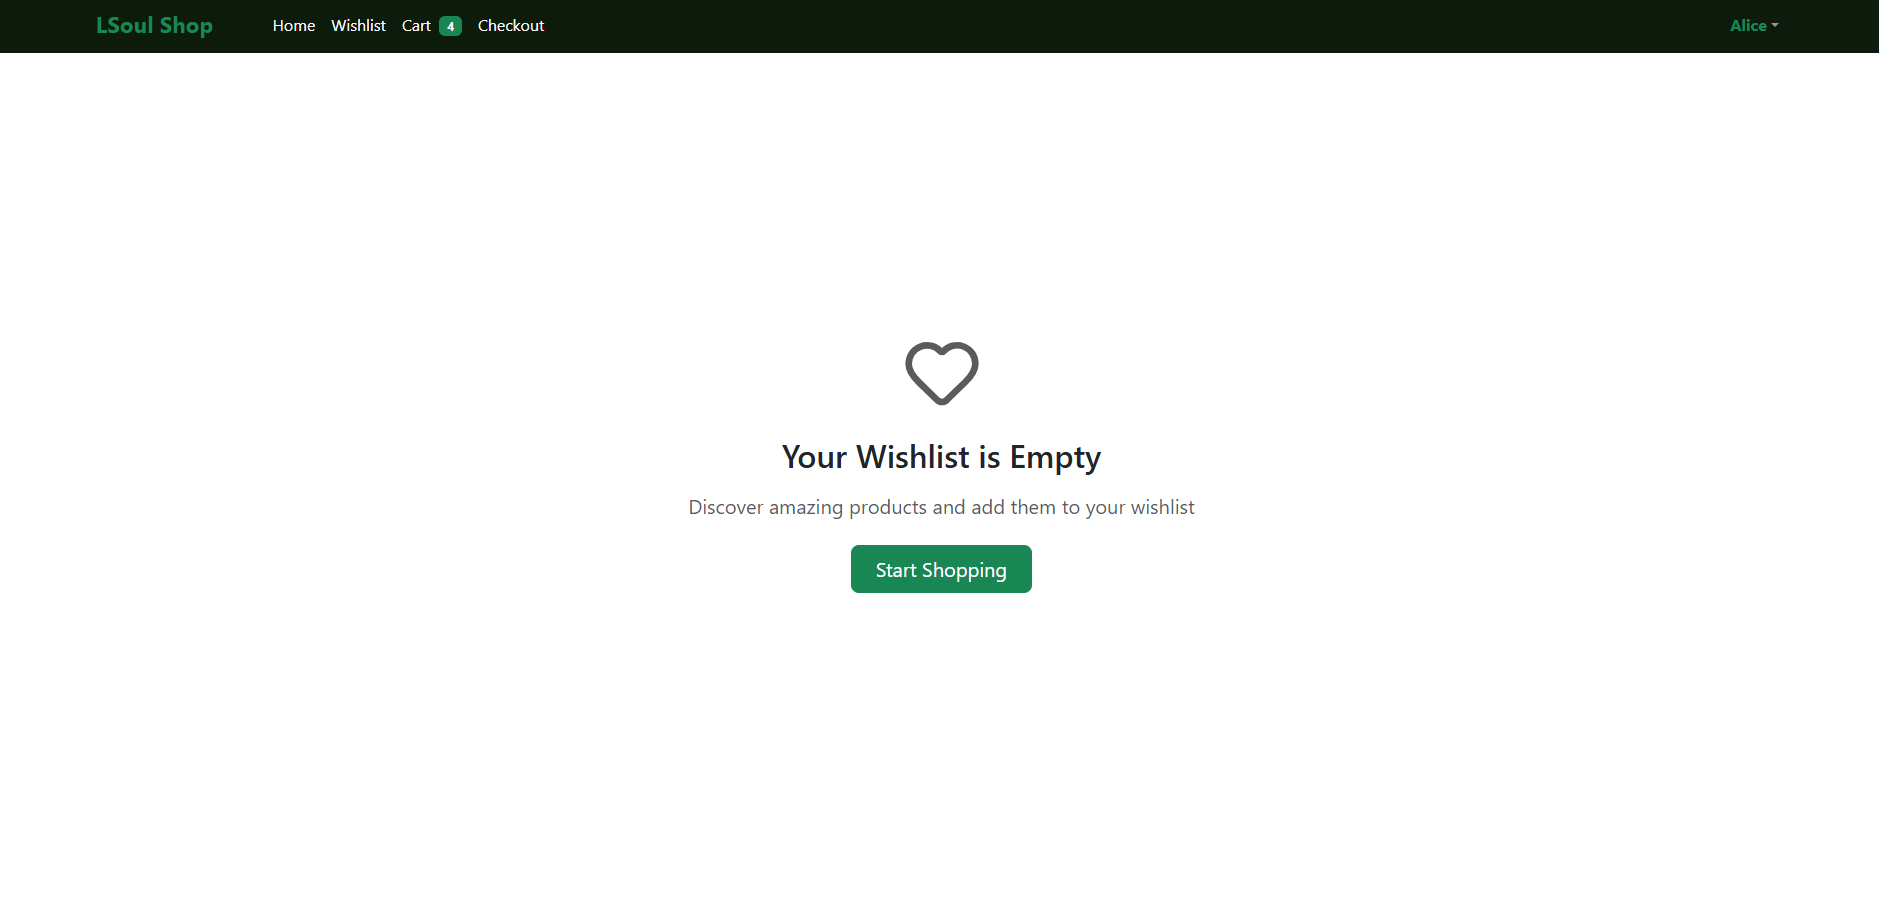 LSoul Shop Home Wishlist Cart 4 Checkout Alice
Your Wishlist is Empty
Discover amazing products and add them to your wishlist
Start Shopping